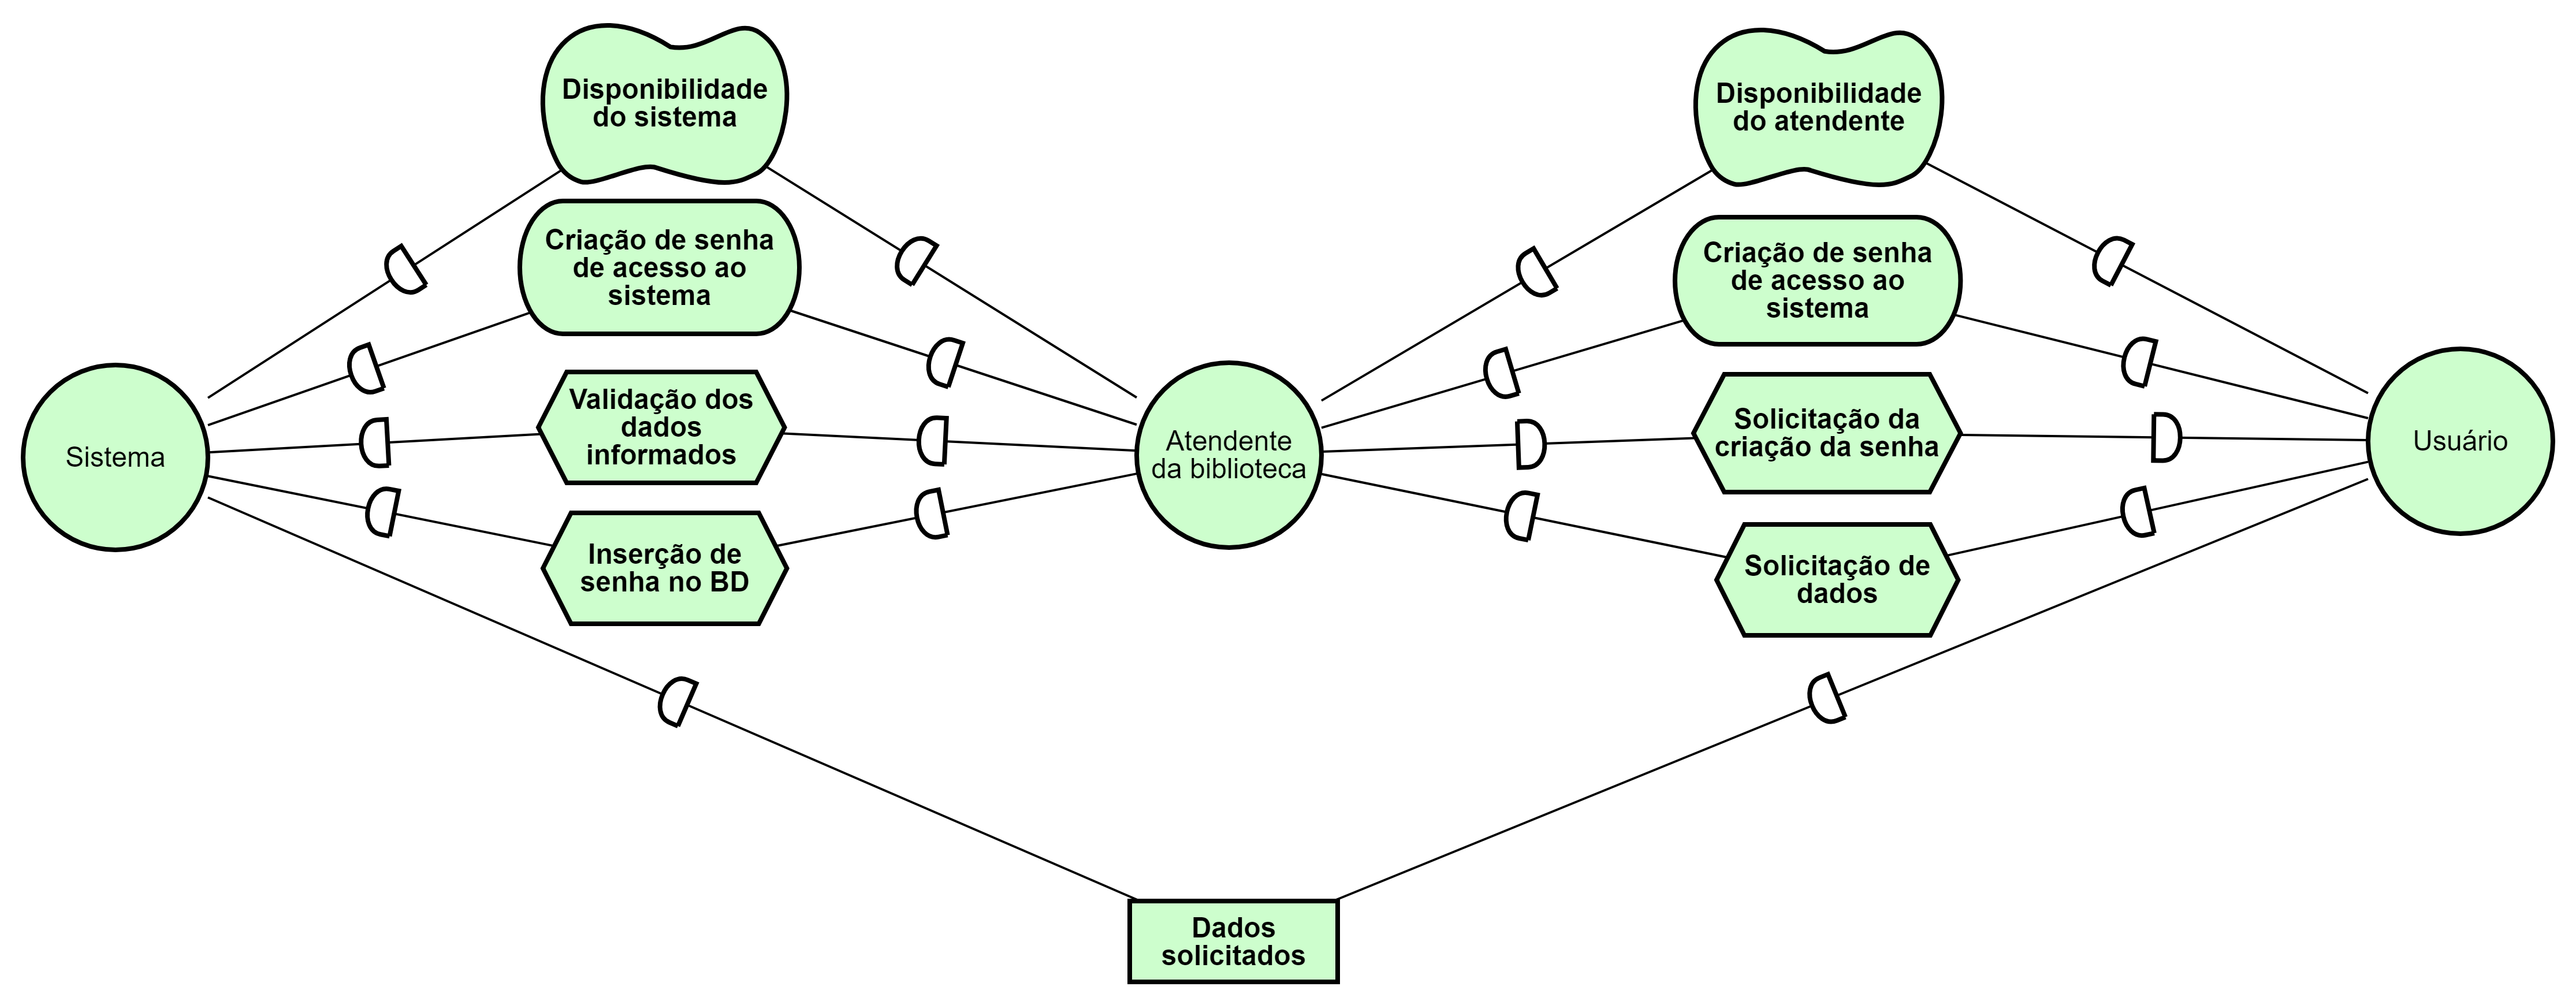 Disponibilidade
do sistema
Disponibilidade
do atendente
Criação de senha
de acesso ao
sistema
Criação de senha
de acesso ao
sistema
Sistema
Validação dos
dados
informados
Atendente
da biblioteca
Solicitação da
criação da senha
Usuário
Inserção de
senha no BD
Solicitação de
dados
Dados
solicitados